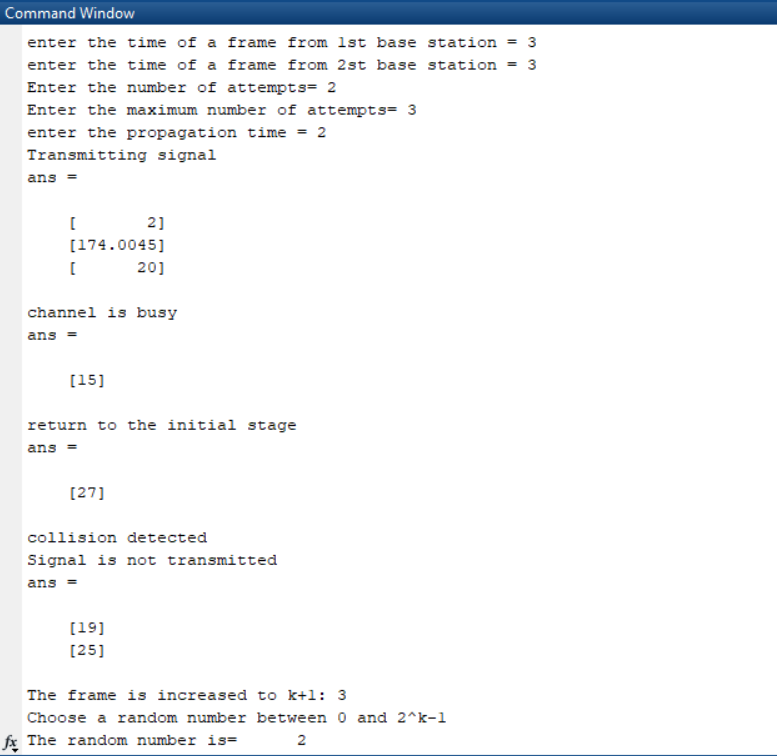 Command Window
enter the time of a frame from 1st base station = 3
enter the time of a frame from 2st base station = 3
Enter the number of attempts= 2
Enter the maximum number of attempts= 3
enter the propagation time = 2
Transmitting signal
ans =
[ 2]
[174.0045]
[ 20]
channel is busy
ans =
[15]
return to the initial stage
ans =
[27]
collision detected
Signal is not transmitted
ans =
[19]
[25]
The frame is increased to k+1: 3
Choose a random number between 0 and 2^k-1
fx The random number is= 2